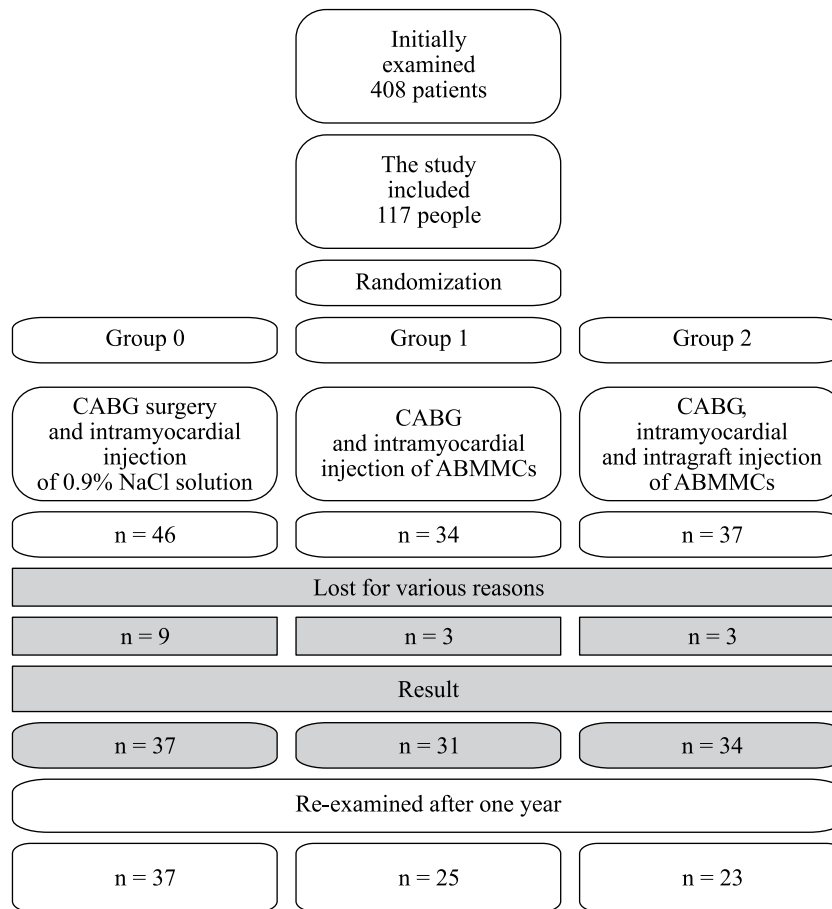 Initially
examined
408 patients
The study
included
117 people
Randomization
Group 0
Group 1
Group 2
CABG surgery
and intramyocardial
injection
of 0.9% NaCl solution
CABG
and intramyocardial
injection of ABMMCs
CABG,
intramyocardial
and intragraft injection
of ABMMCs
n = 46
n = 34
n = 37
Lost for various reasons
n = 9
n = 3
n = 3
Result
n = 37
n = 31
n = 34
Re-examined after one year
n = 37
n = 25
n = 23